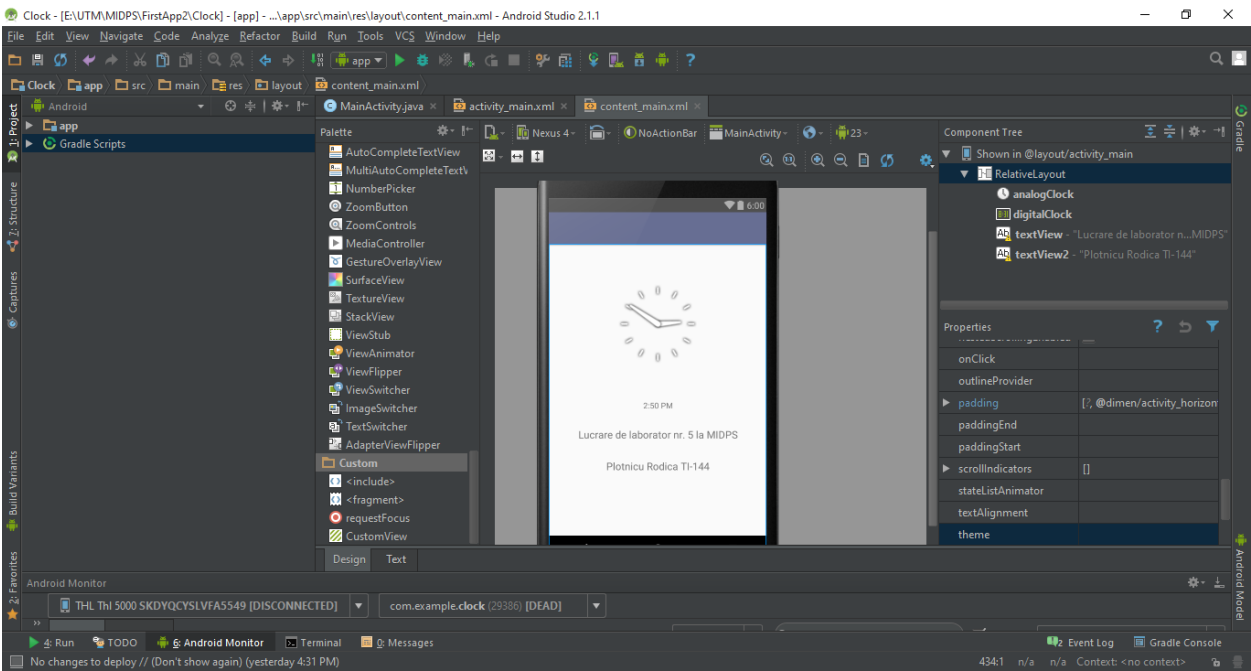 Clock - [E:\UTM\MIDPS\FirstApp2\Clock] - [app] - ...\app\src\main\res\layout\content_main.xml - Android Studio 2.1.1
File Edit View Navigate Code Analyze Refactor Build Run Tools VCS Window Help
app
Clock app src main res layout content_main.xml
Android
MainActivity.java activity_main.xml content_main.xml
1: Project
7: Structure
Captures
Build Variants
2: Favorites
app
Gradle Scripts
Palette
AutoCompleteTextView
MultiAutoCompleteTextV
NumberPicker
ZoomButton
ZoomControls
MediaController
GestureOverlayView
SurfaceView
TextureView
StackView
ViewStub
ViewAnimator
ViewFlipper
ViewSwitcher
ImageSwitcher
TextSwitcher
AdapterViewFlipper
Custom
<include>
<fragment>
requestFocus
CustomView
Nexus 4 NoActionBar MainActivity 23
6:00
2:50 PM
Lucrare de laborator nr. 5 la MIDPS
Plotnicu Rodica TI-144
Design Text
Component Tree
Shown in @layout/activity_main
RelativeLayout
analogClock
digitalClock
textView - "Lucrare de laborator n...MIDPS"
textView2 - "Plotnicu Rodica TI-144"
Properties
onClick
outlineProvider
padding [?, @dimen/activity_horizon
paddingEnd
paddingStart
scrollIndicators []
stateListAnimator
textAlignment
theme
Gradle
Android Model
Android Monitor
THL Thl 5000 SKDYQCYSLVFA5549 [DISCONNECTED] com.example.clock (29386) [DEAD]
4: Run TODO 6: Android Monitor Terminal 0: Messages 2 Event Log Gradle Console
No changes to deploy // (Don't show again) (yesterday 4:31 PM) 434:1 n/a n/a Context: <no context>